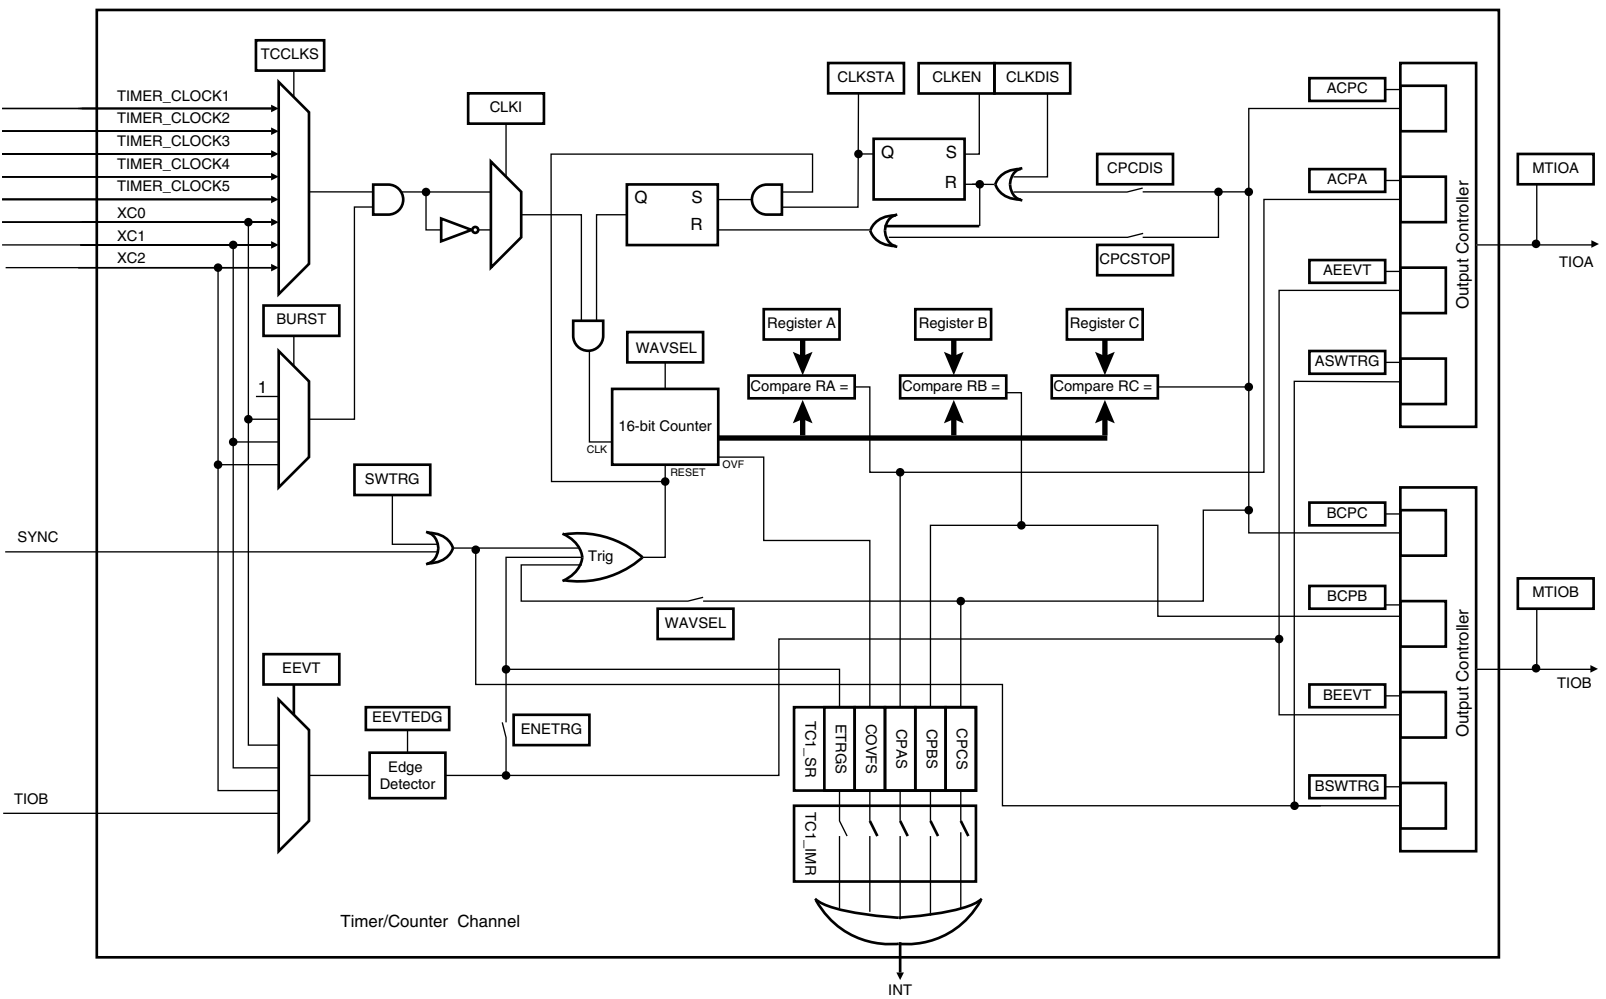 TCCLKS
TIMER_CLOCK1
TIMER_CLOCK2
TIMER_CLOCK3
TIMER_CLOCK4
TIMER_CLOCK5
XC0
XC1
XC2
CLKI
BURST
1
CLKSTA
CLKEN
CLKDIS
Q
S
R
Q
S
R
CPCDIS
CPCSTOP
ACPC
ACPA
AEEVT
ASWTRG
Output Controller
MTIOA
TIOA
Register A
Register B
Register C
Compare RA =
Compare RB =
Compare RC =
WAVSEL
16-bit Counter
CLK
RESET
OVF
SWTRG
SYNC
Trig
WAVSEL
BCPC
BCPB
BEEVT
BSWTRG
Output Controller
MTIOB
TIOB
EEVT
EEVTEDG
Edge
Detector
ENETRG
TIOB
TC1_SR
ETRGS
COVFS
CPAS
CPBS
CPCS
TC1_IMR
Timer/Counter Channel
INT